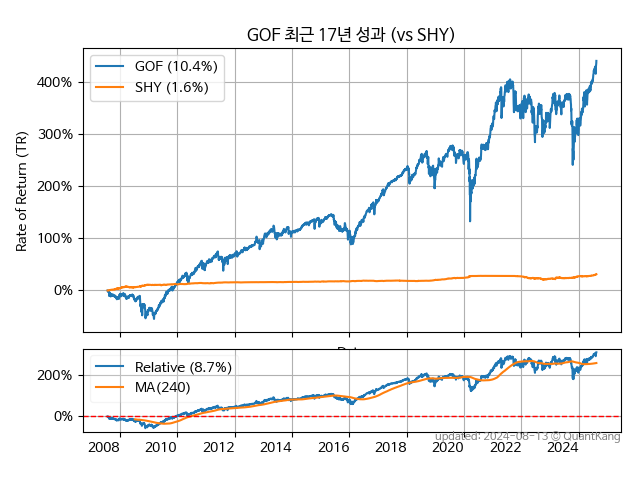 GOF 최근 17년 성과 (vs SHY)
GOF (10.4%)
SHY (1.6%)
Rate of Return (TR)
400%
300%
200%
100%
0%
Relative (8.7%)
MA(240)
200%
0%
2008 2010 2012 2014 2016 2018 2020 2022 2024
updated: 2024-08-13 © QuantKang